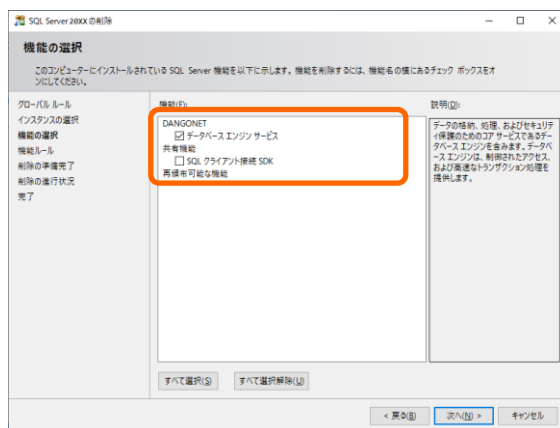 SQL Server 20XX の削除
機能の選択
このコンピューターにインストールされている SQL Server 機能を以下に示します。機能を削除するには、機能名の横にあるチェック ボックスをオ
ンにしてください。
グローバル ルール
インスタンスの選択
機能の選択
機能ルール
削除の準備完了
削除の進行状況
完了
機能(F):
DANGONET
データベース エンジン サービス
共有機能
SQL クライアント接続 SDK
再頒布可能な機能
説明(D):
データの格納、処理、およびセキュリテ
ィ保護のためのコア サービスであるデー
タベース エンジンを含みます。データベ
ース エンジンは、制御されたアクセス、
および高速なトランザクション処理を
提供します。
すべて選択(S)
すべて選択解除(U)
< 戻る(B)
次へ(N) >
キャンセル